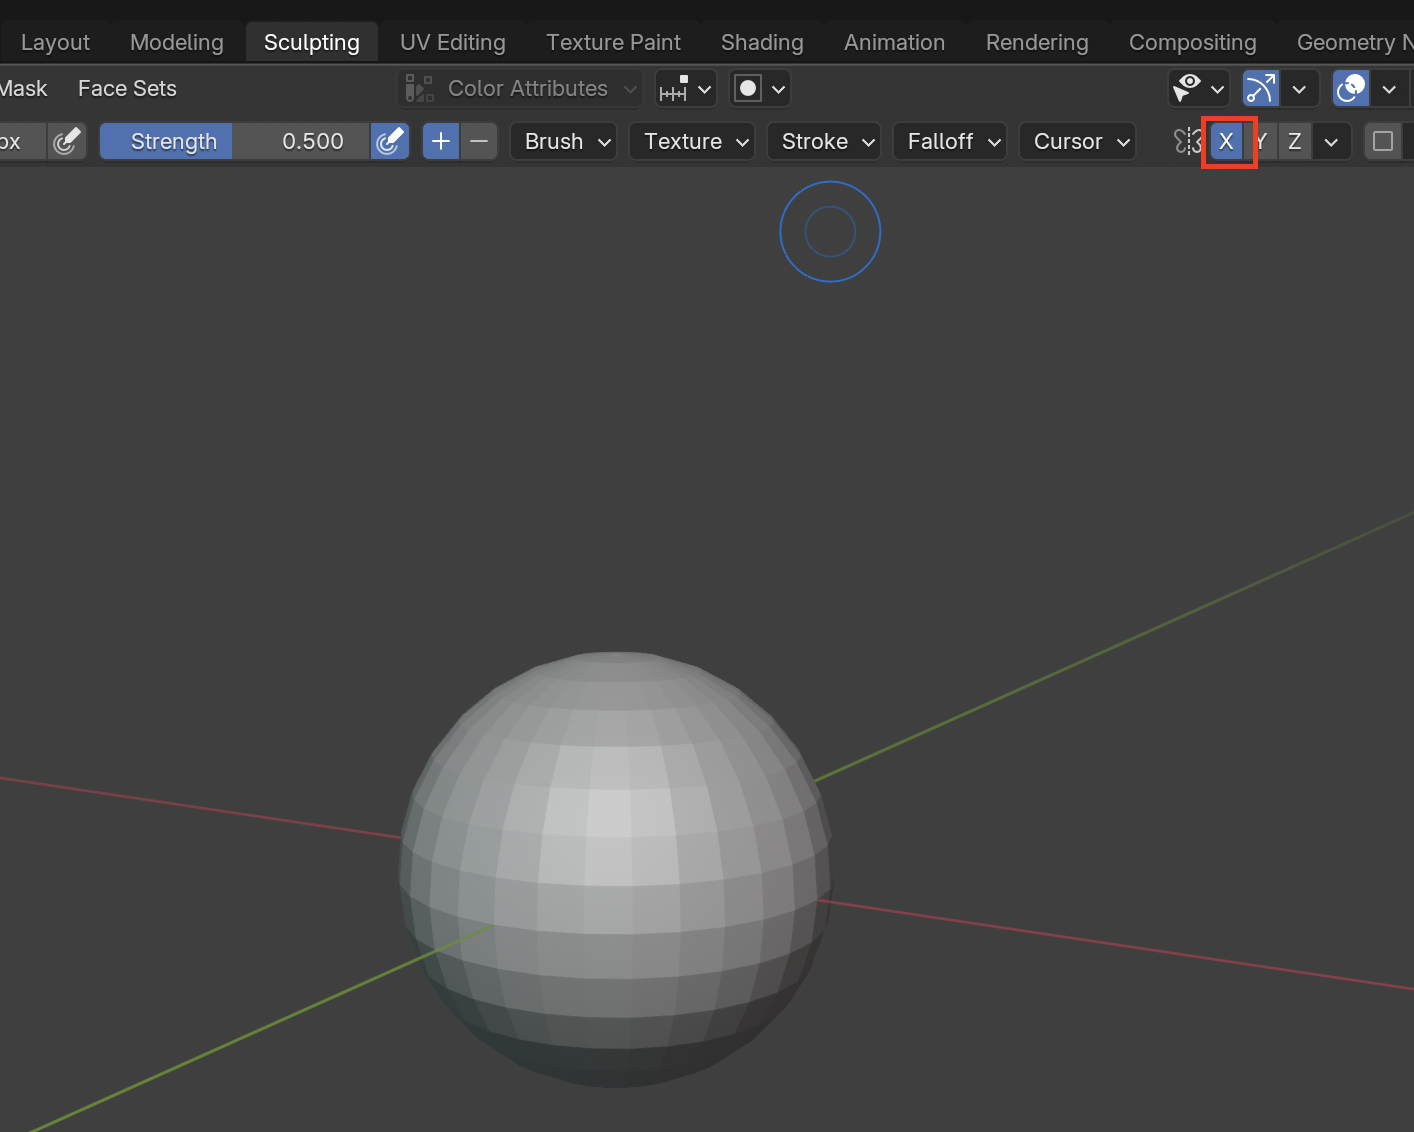 Layout Modeling Sculpting UV Editing Texture Paint Shading Animation Rendering Compositing Geometry N
Mask Face Sets Color Attributes
px Strength 0.500 Brush Texture Stroke Falloff Cursor X Y Z